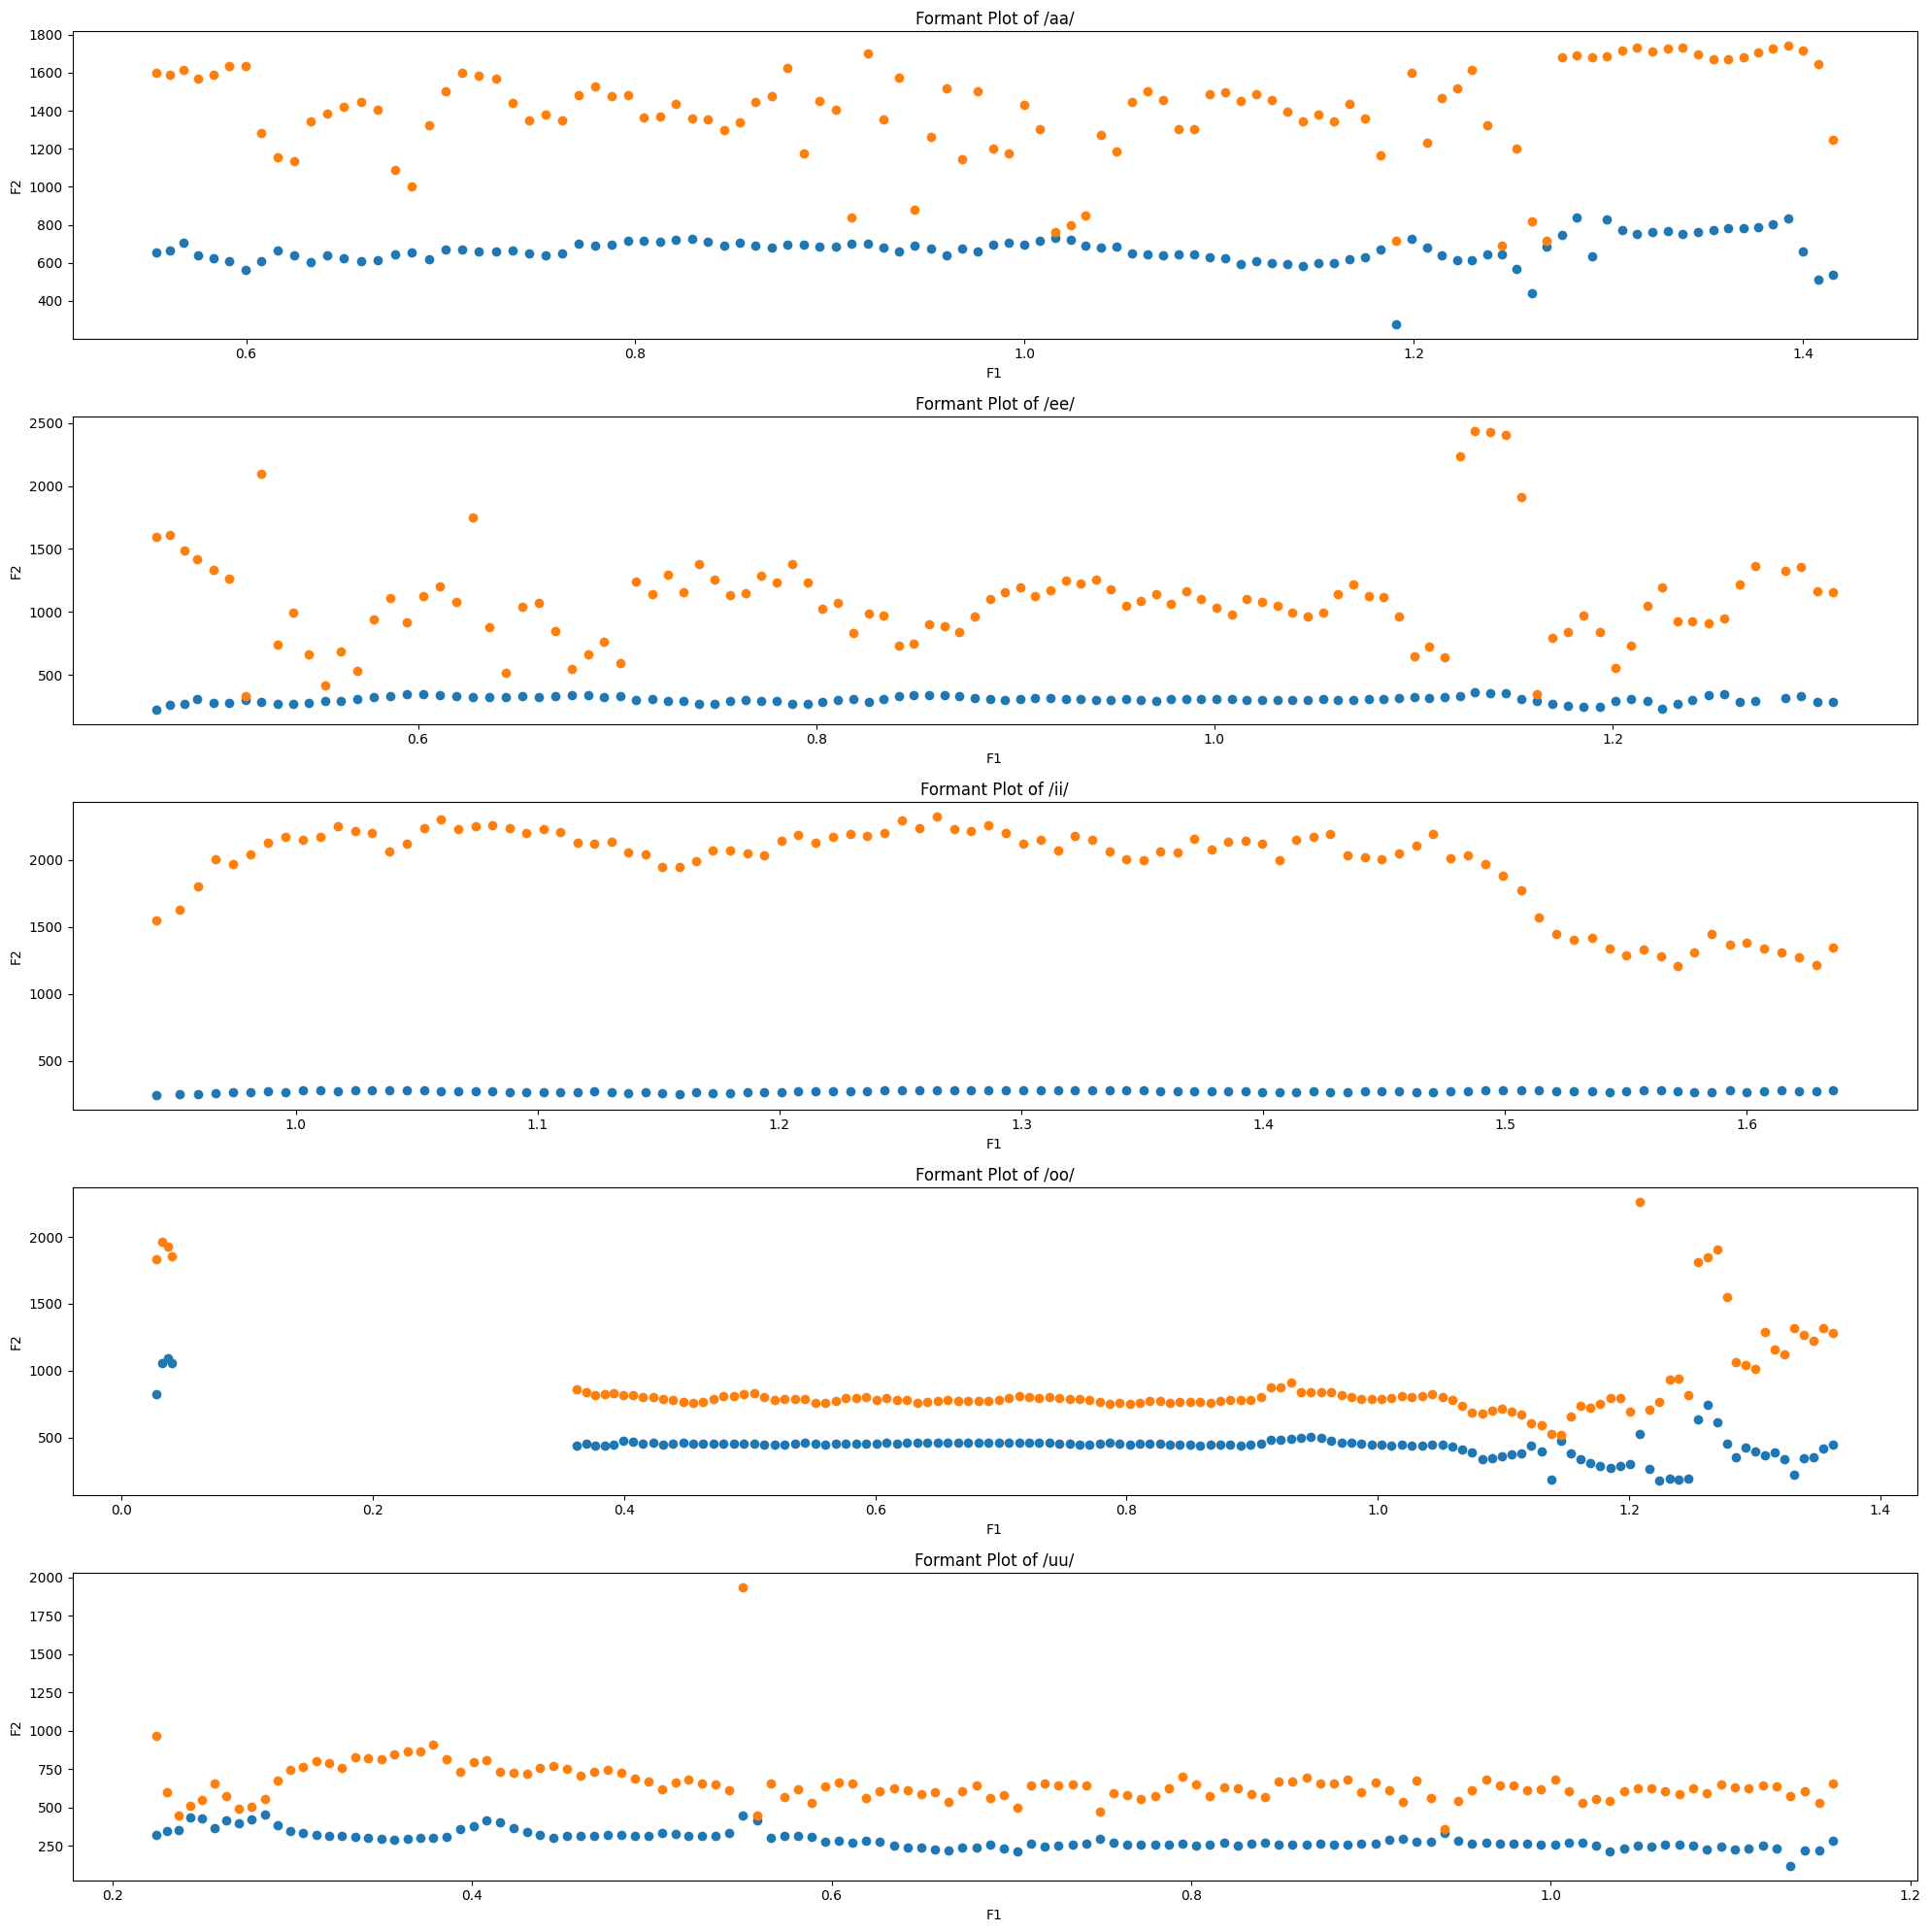 Formant Plot of /aa/
1800
1600
1400
1200
1000
800
600
400
F2
0.6 0.8 1.0 1.2 1.4
F1
Formant Plot of /ee/
2500
2000
1500
1000
500
F2
0.6 0.8 1.0 1.2
F1
Formant Plot of /ii/
2000
1500
1000
500
F2
1.0 1.1 1.2 1.3 1.4 1.5 1.6
F1
Formant Plot of /oo/
2000
1500
1000
500
F2
0.0 0.2 0.4 0.6 0.8 1.0 1.2 1.4
F1
Formant Plot of /uu/
2000
1750
1500
1250
1000
750
500
250
F2
0.2 0.4 0.6 0.8 1.0 1.2
F1